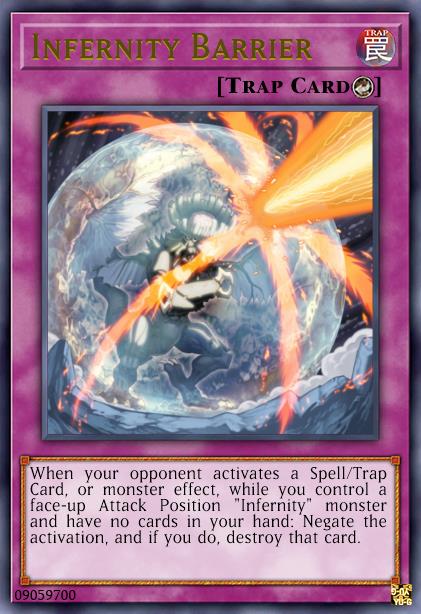 INFERNITY BARRIER
TRAP
罠
[TRAP CARD]
When your opponent activates a Spell/Trap
Card, or monster effect, while you control a
face-up Attack Position "Infernity" monster
and have no cards in your hand: Negate the
activation, and if you do, destroy that card.
09059700